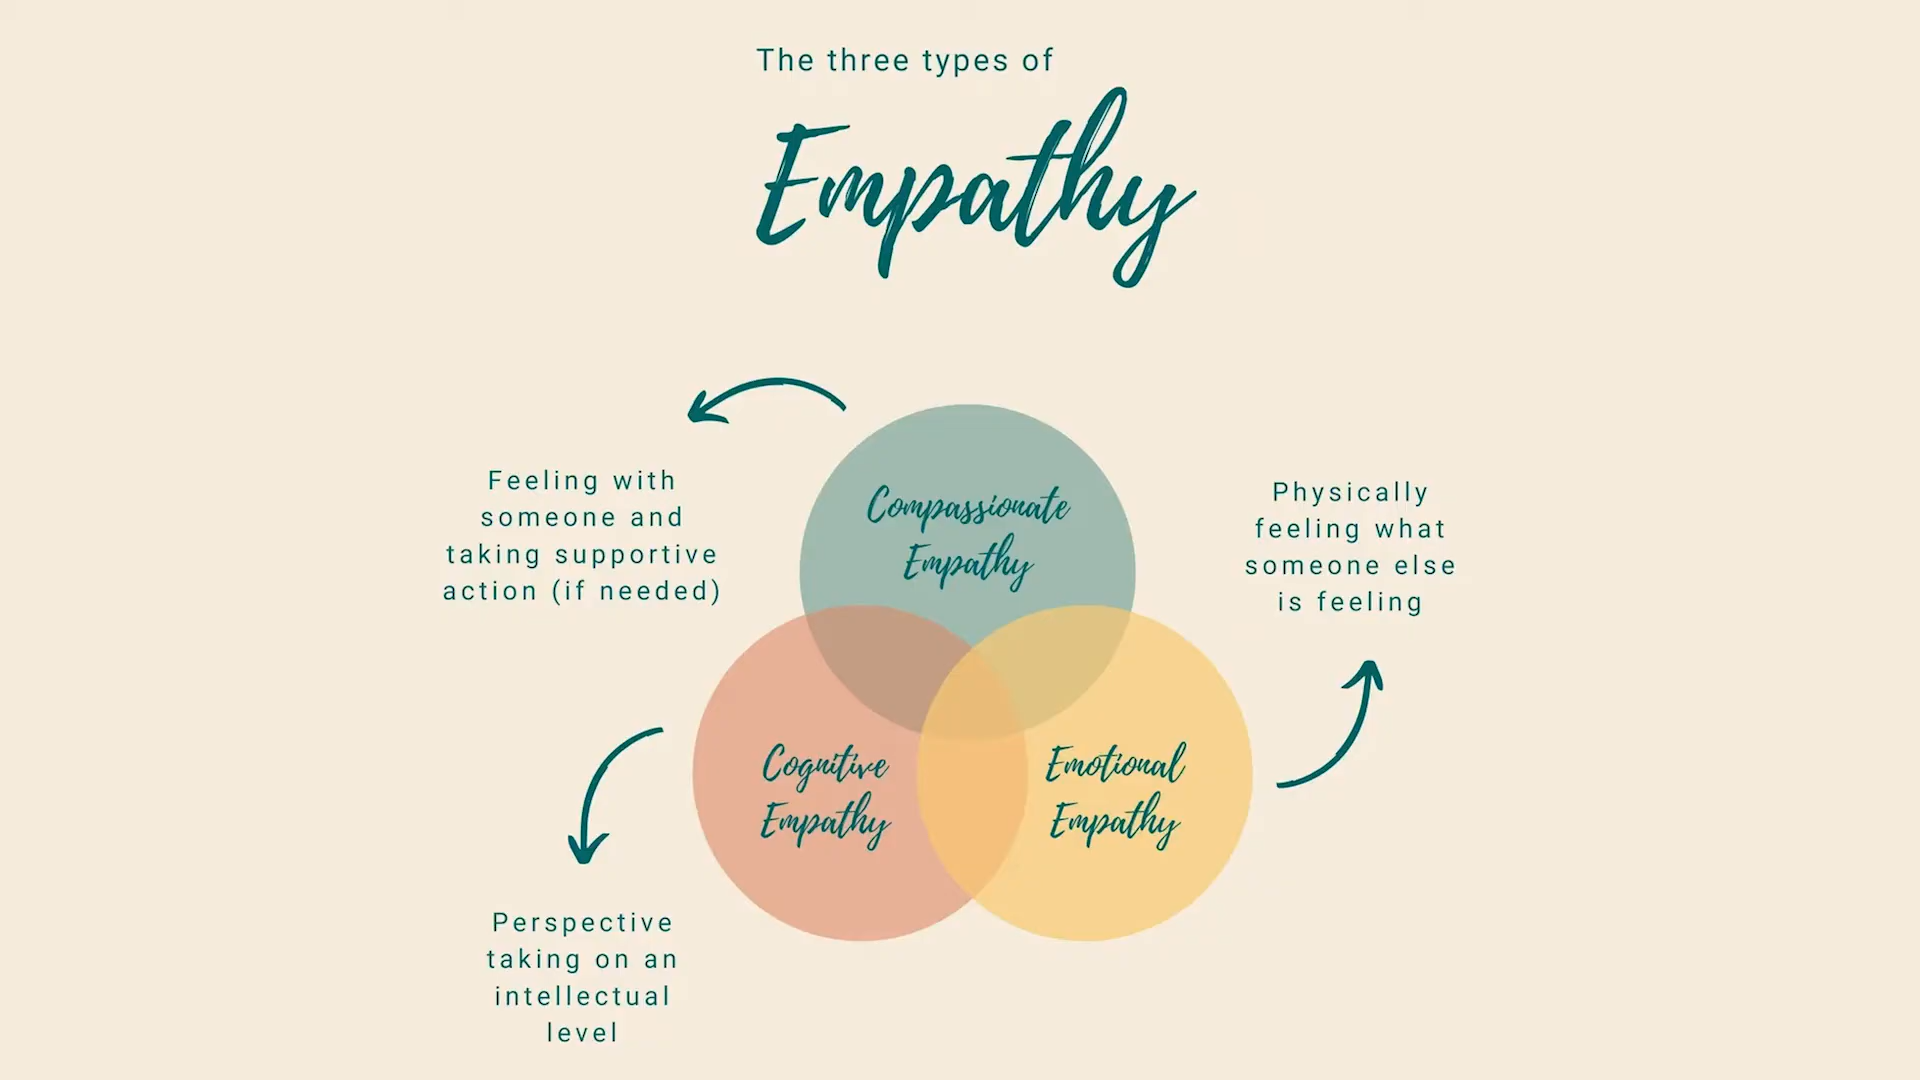 The three types of
Empathy
Feeling with
someone and
taking supportive
action (if needed)
Compassionate
Empathy
Physically
feeling what
someone else
is feeling
Cognitive
Empathy
Emotional
Empathy
Perspective
taking on an
intellectual
level